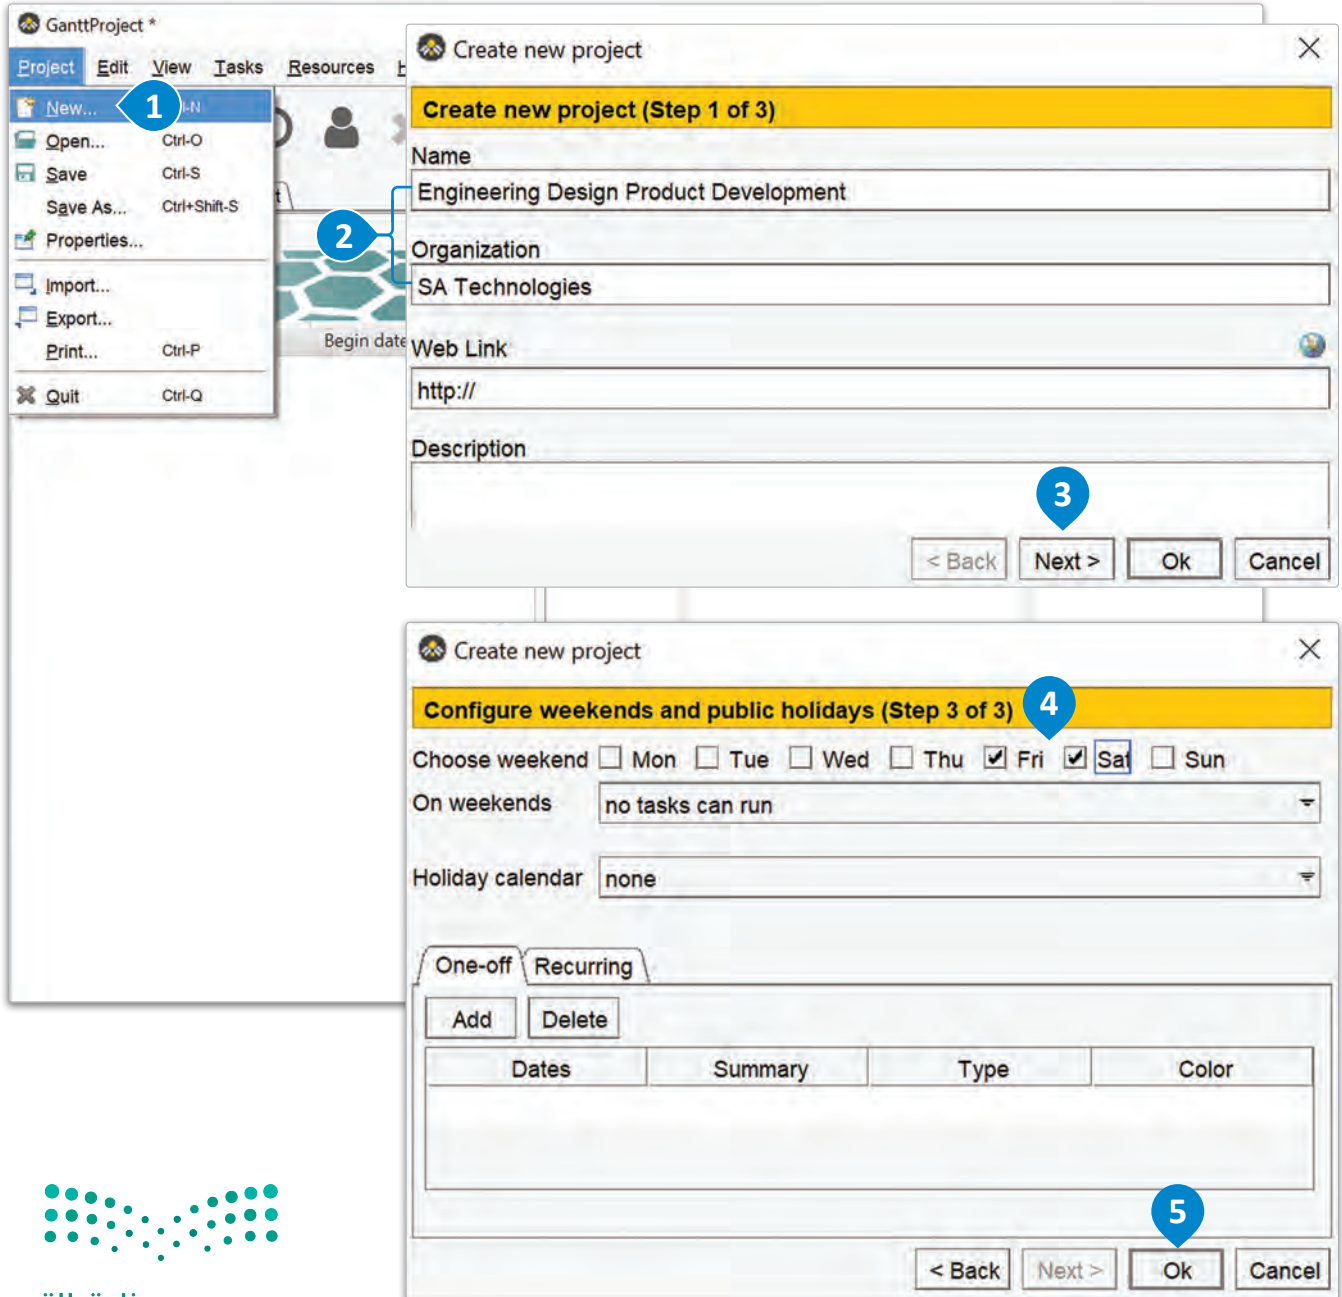 GanttProject *
Project Edit View Tasks Resources
New...
1
Open... Ctrl-O
Save Ctrl-S
Save As... Ctrl+Shift-S
Properties...
Import...
Export...
Print... Ctrl-P
Quit Ctrl-Q
Begin date
Create new project
Create new project (Step 1 of 3)
Name
Engineering Design Product Development
2
Organization
SA Technologies
Web Link
http://
Description
3
< Back Next > Ok Cancel
Create new project
Configure weekends and public holidays (Step 3 of 3)
4
Choose weekend Mon Tue Wed Thu Fri Sat Sun
On weekends no tasks can run
Holiday calendar none
One-off Recurring
Add Delete
Dates Summary Type Color
5
< Back Next > Ok Cancel